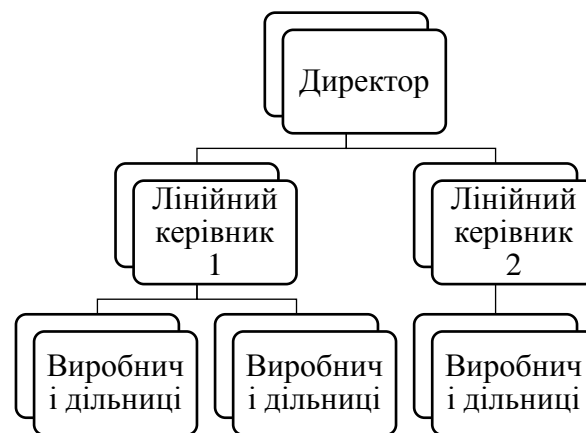 Директор
Лінійний
керівник
1
Лінійний
керівник
2
Виробнич
і дільниці
Виробнич
і дільниці
Виробнич
і дільниці